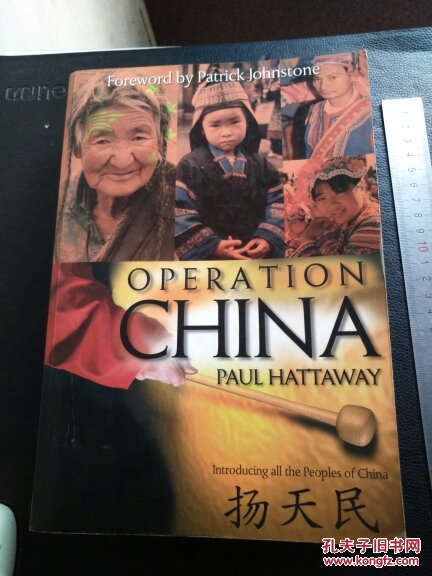 Foreword by Patrick Johnstone
OPERATION
CHINA
PAUL HATTAWAY
Introducing all the Peoples of China
扬天民
10
孔夫子旧书网
www.kongfz.com